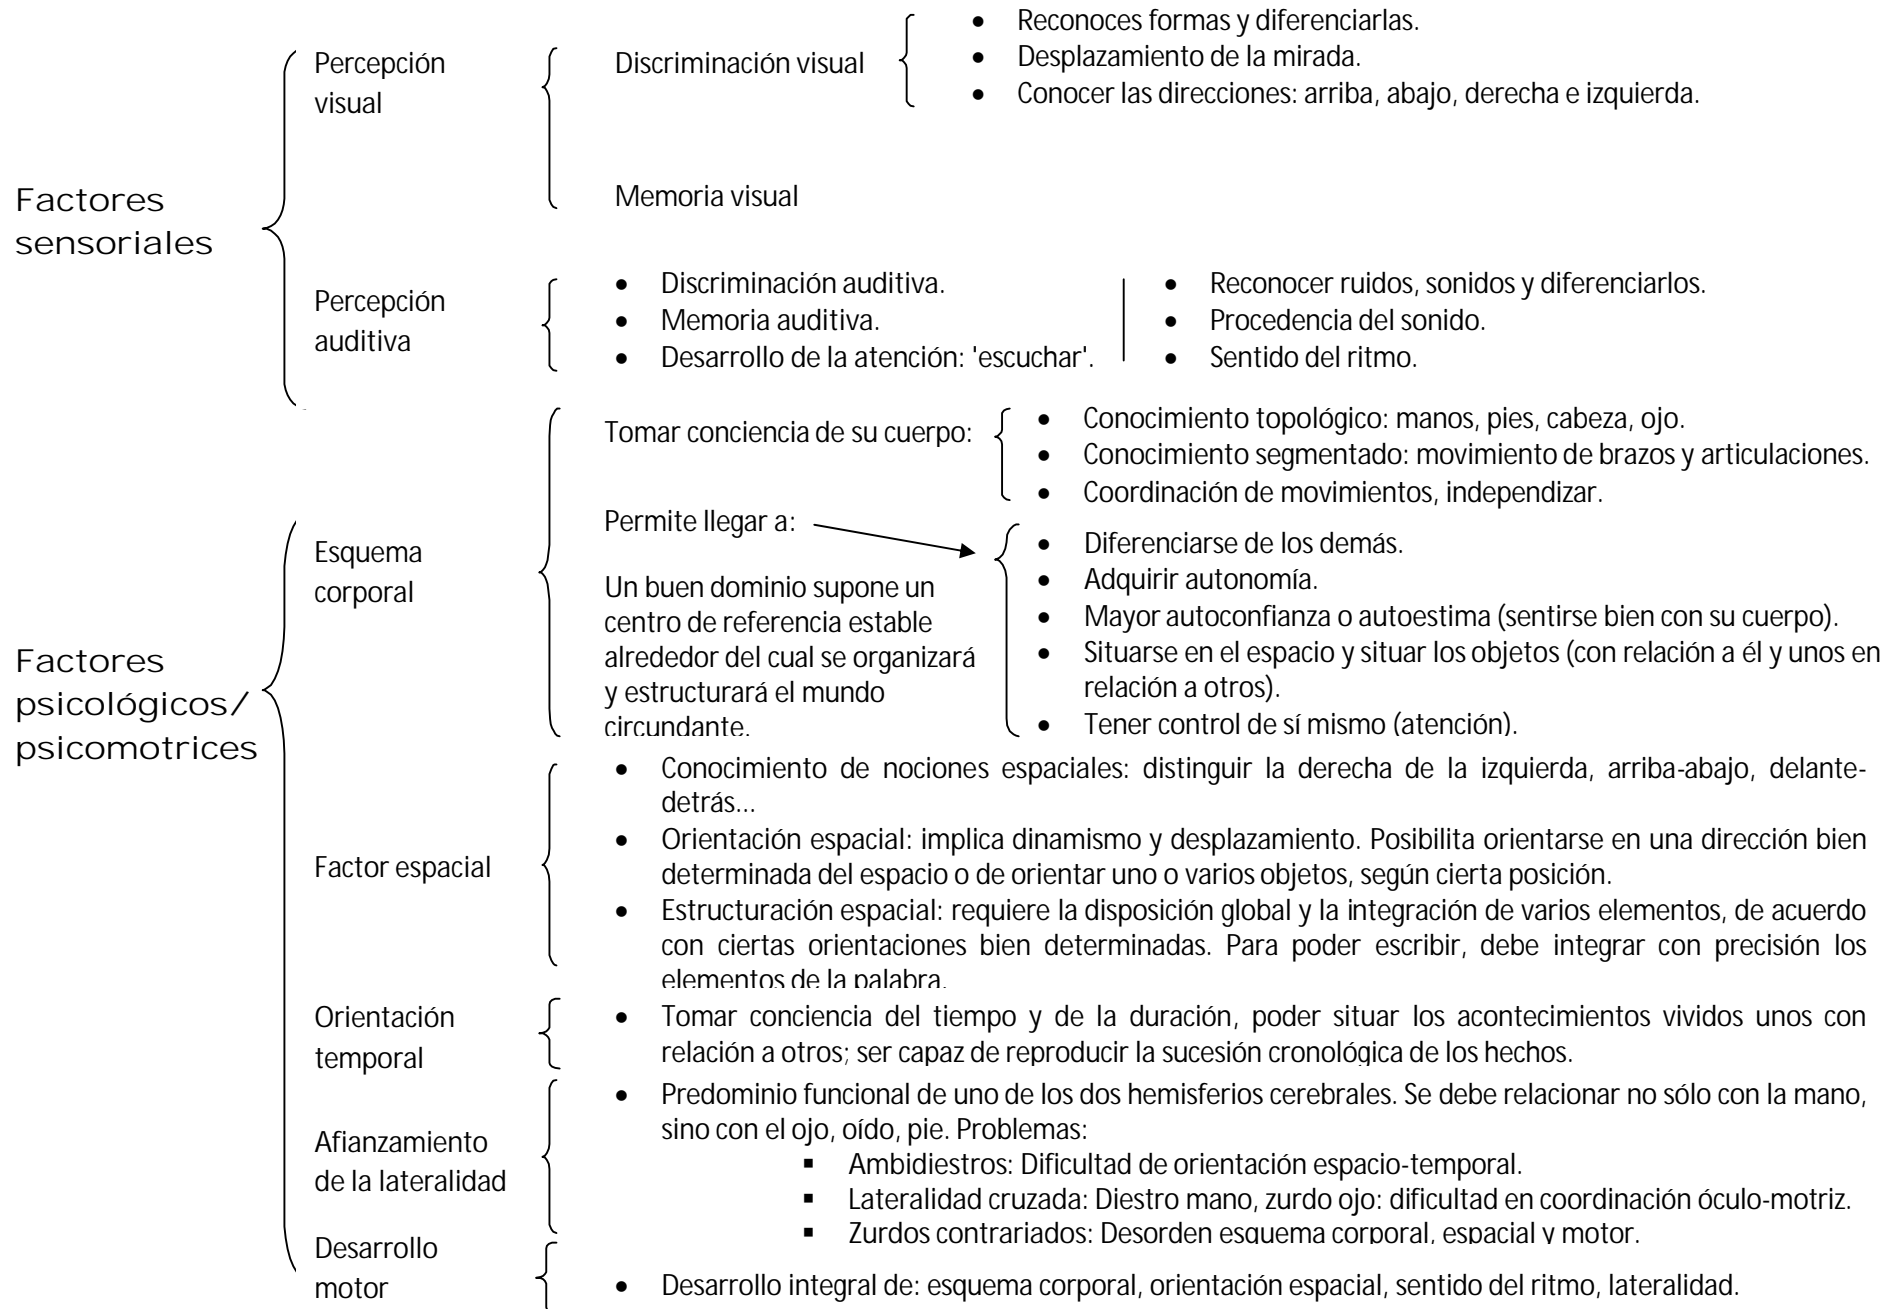 Factores
sensoriales
Percepción
visual
Discriminación visual
• Reconoces formas y diferenciarlas.
• Desplazamiento de la mirada.
• Conocer las direcciones: arriba, abajo, derecha e izquierda.
Memoria visual
Percepción
auditiva
• Discriminación auditiva.
• Memoria auditiva.
• Desarrollo de la atención: 'escuchar'.
• Reconocer ruidos, sonidos y diferenciarlos.
• Procedencia del sonido.
• Sentido del ritmo.
Factores
psicológicos/
psicomotrices
Esquema
corporal
Tomar conciencia de su cuerpo:
• Conocimiento topológico: manos, pies, cabeza, ojo.
• Conocimiento segmentado: movimiento de brazos y articulaciones.
• Coordinación de movimientos, independizar.
Permite llegar a:
• Diferenciarse de los demás.
• Adquirir autonomía.
• Mayor autoconfianza o autoestima (sentirse bien con su cuerpo).
• Situarse en el espacio y situar los objetos (con relación a él y unos en
relación a otros).
• Tener control de sí mismo (atención).
Un buen dominio supone un
centro de referencia estable
alrededor del cual se organizará
y estructurará el mundo
circundante.
Factor espacial
• Conocimiento de nociones espaciales: distinguir la derecha de la izquierda, arriba-abajo, delante-
detrás...
• Orientación espacial: implica dinamismo y desplazamiento. Posibilita orientarse en una dirección bien
determinada del espacio o de orientar uno o varios objetos, según cierta posición.
• Estructuración espacial: requiere la disposición global y la integración de varios elementos, de acuerdo
con ciertas orientaciones bien determinadas. Para poder escribir, debe integrar con precisión los
elementos de la palabra.
Orientación
temporal
• Tomar conciencia del tiempo y de la duración, poder situar los acontecimientos vividos unos con
relación a otros; ser capaz de reproducir la sucesión cronológica de los hechos.
Afianzamiento
de la lateralidad
• Predominio funcional de uno de los dos hemisferios cerebrales. Se debe relacionar no sólo con la mano,
sino con el ojo, oído, pie. Problemas:
▪ Ambidiestros: Dificultad de orientación espacio-temporal.
▪ Lateralidad cruzada: Diestro mano, zurdo ojo: dificultad en coordinación óculo-motriz.
▪ Zurdos contrariados: Desorden esquema corporal, espacial y motor.
Desarrollo
motor
• Desarrollo integral de: esquema corporal, orientación espacial, sentido del ritmo, lateralidad.